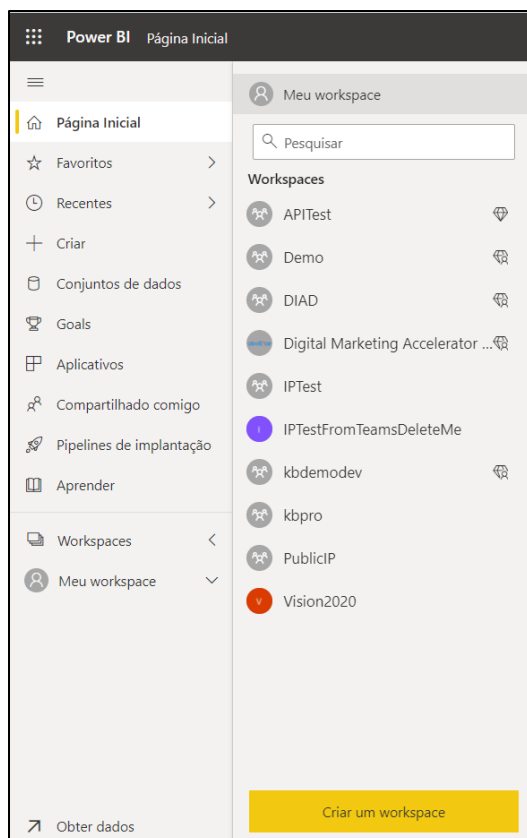 Power BI Página Inicial
Página Inicial
Favoritos
Recentes
Criar
Conjuntos de dados
Goals
Aplicativos
Compartilhado comigo
Pipelines de implantação
Aprender
Workspaces
Meu workspace
Obter dados
Meu workspace
Pesquisar
Workspaces
APITest
Demo
DIAD
Digital Marketing Accelerator ...
IPTest
I IPTestFromTeamsDeleteMe
kbdemodev
kbpro
PublicIP
V Vision2020
Criar um workspace